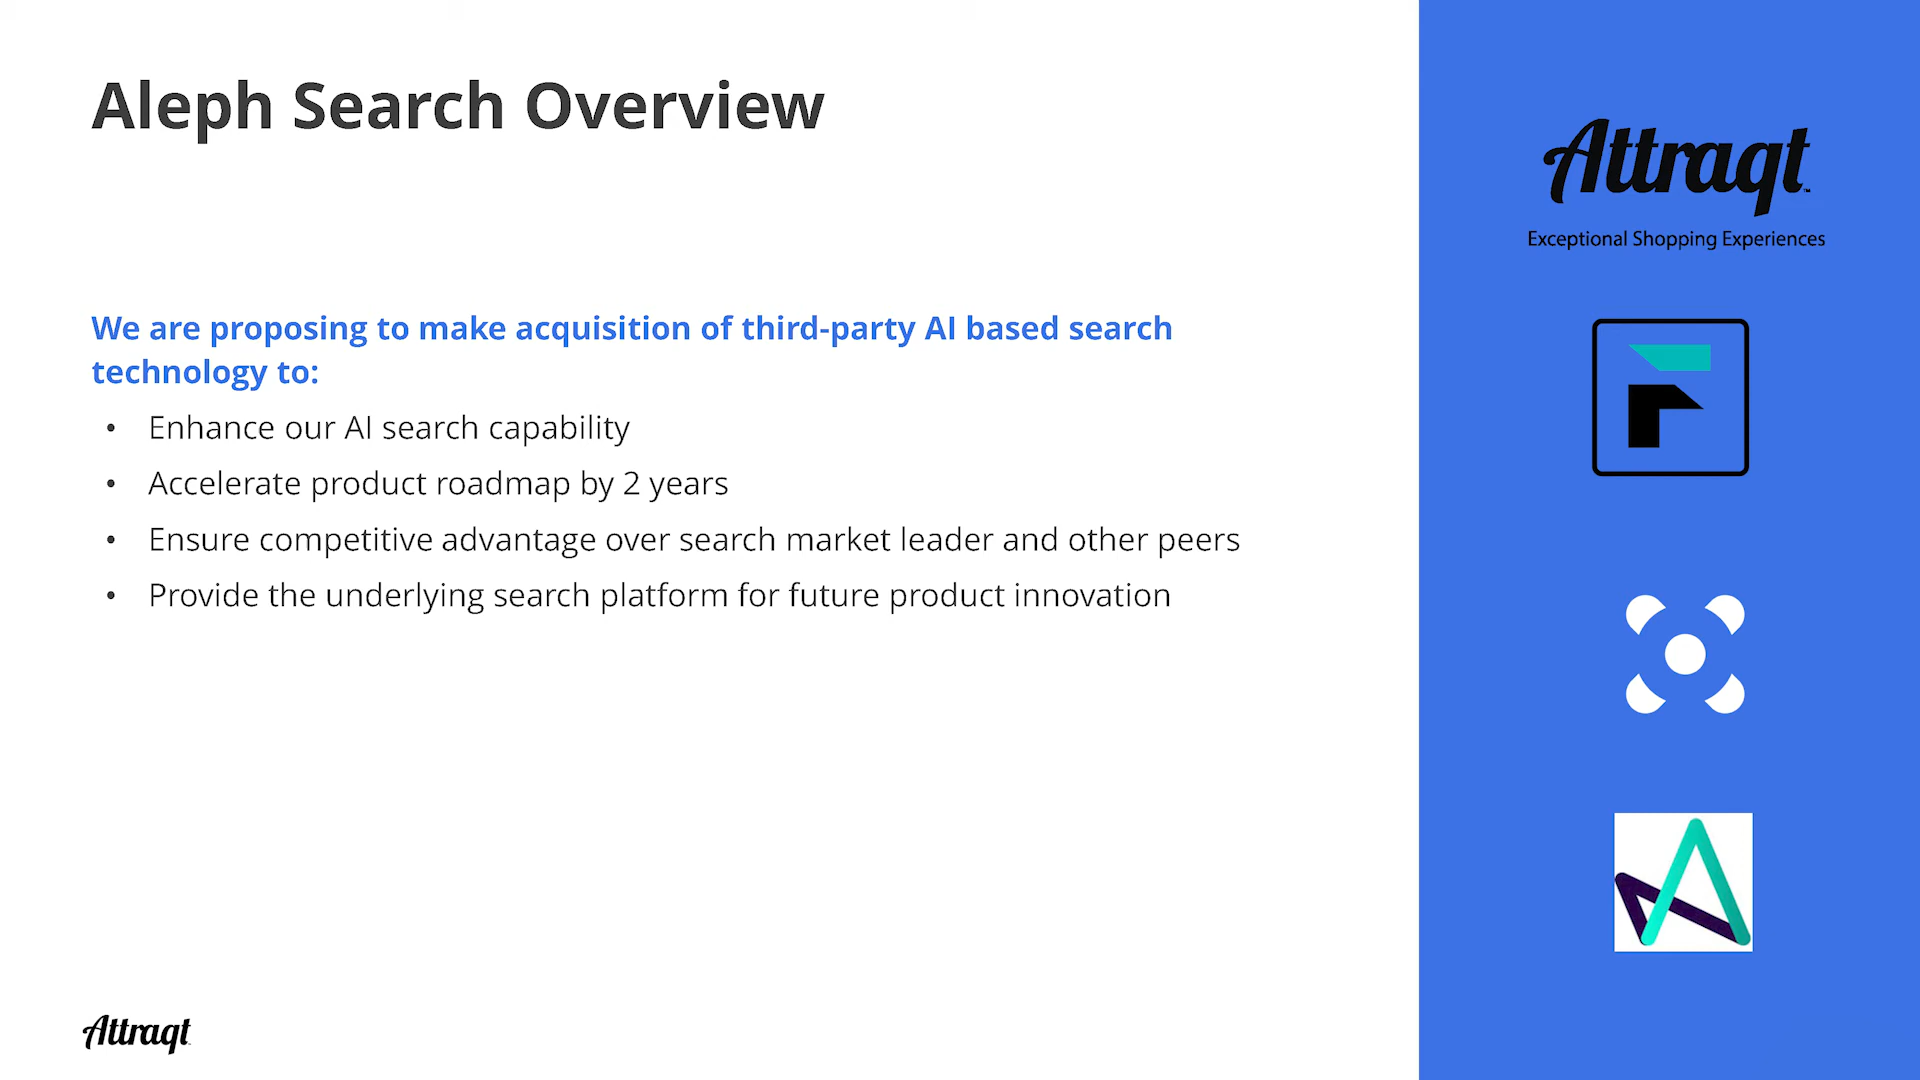 Aleph Search Overview
We are proposing to make acquisition of third-party AI based search
technology to:
• Enhance our AI search capability
• Accelerate product roadmap by 2 years
• Ensure competitive advantage over search market leader and other peers
• Provide the underlying search platform for future product innovation
Attraqt
Attraqt™
Exceptional Shopping Experiences